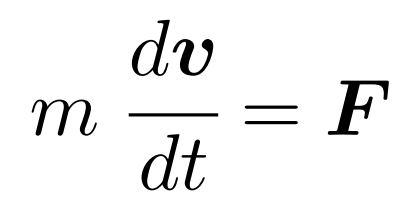 m d𝒗/dt = 𝑭